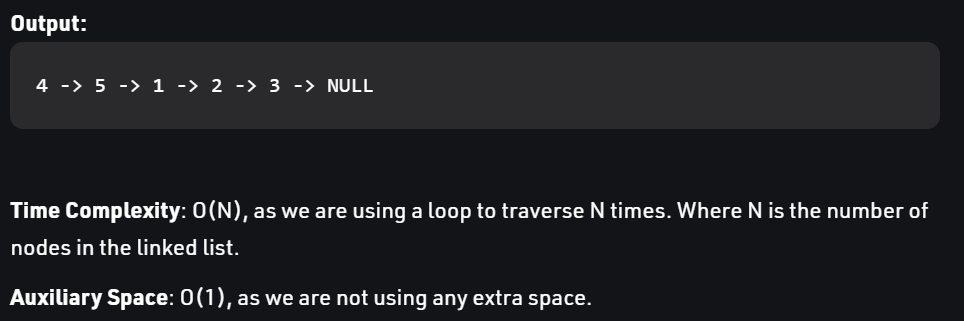 Output:
4 -> 5 -> 1 -> 2 -> 3 -> NULL
Time Complexity: O(N), as we are using a loop to traverse N times. Where N is the number of
nodes in the linked list.
Auxiliary Space: O(1), as we are not using any extra space.